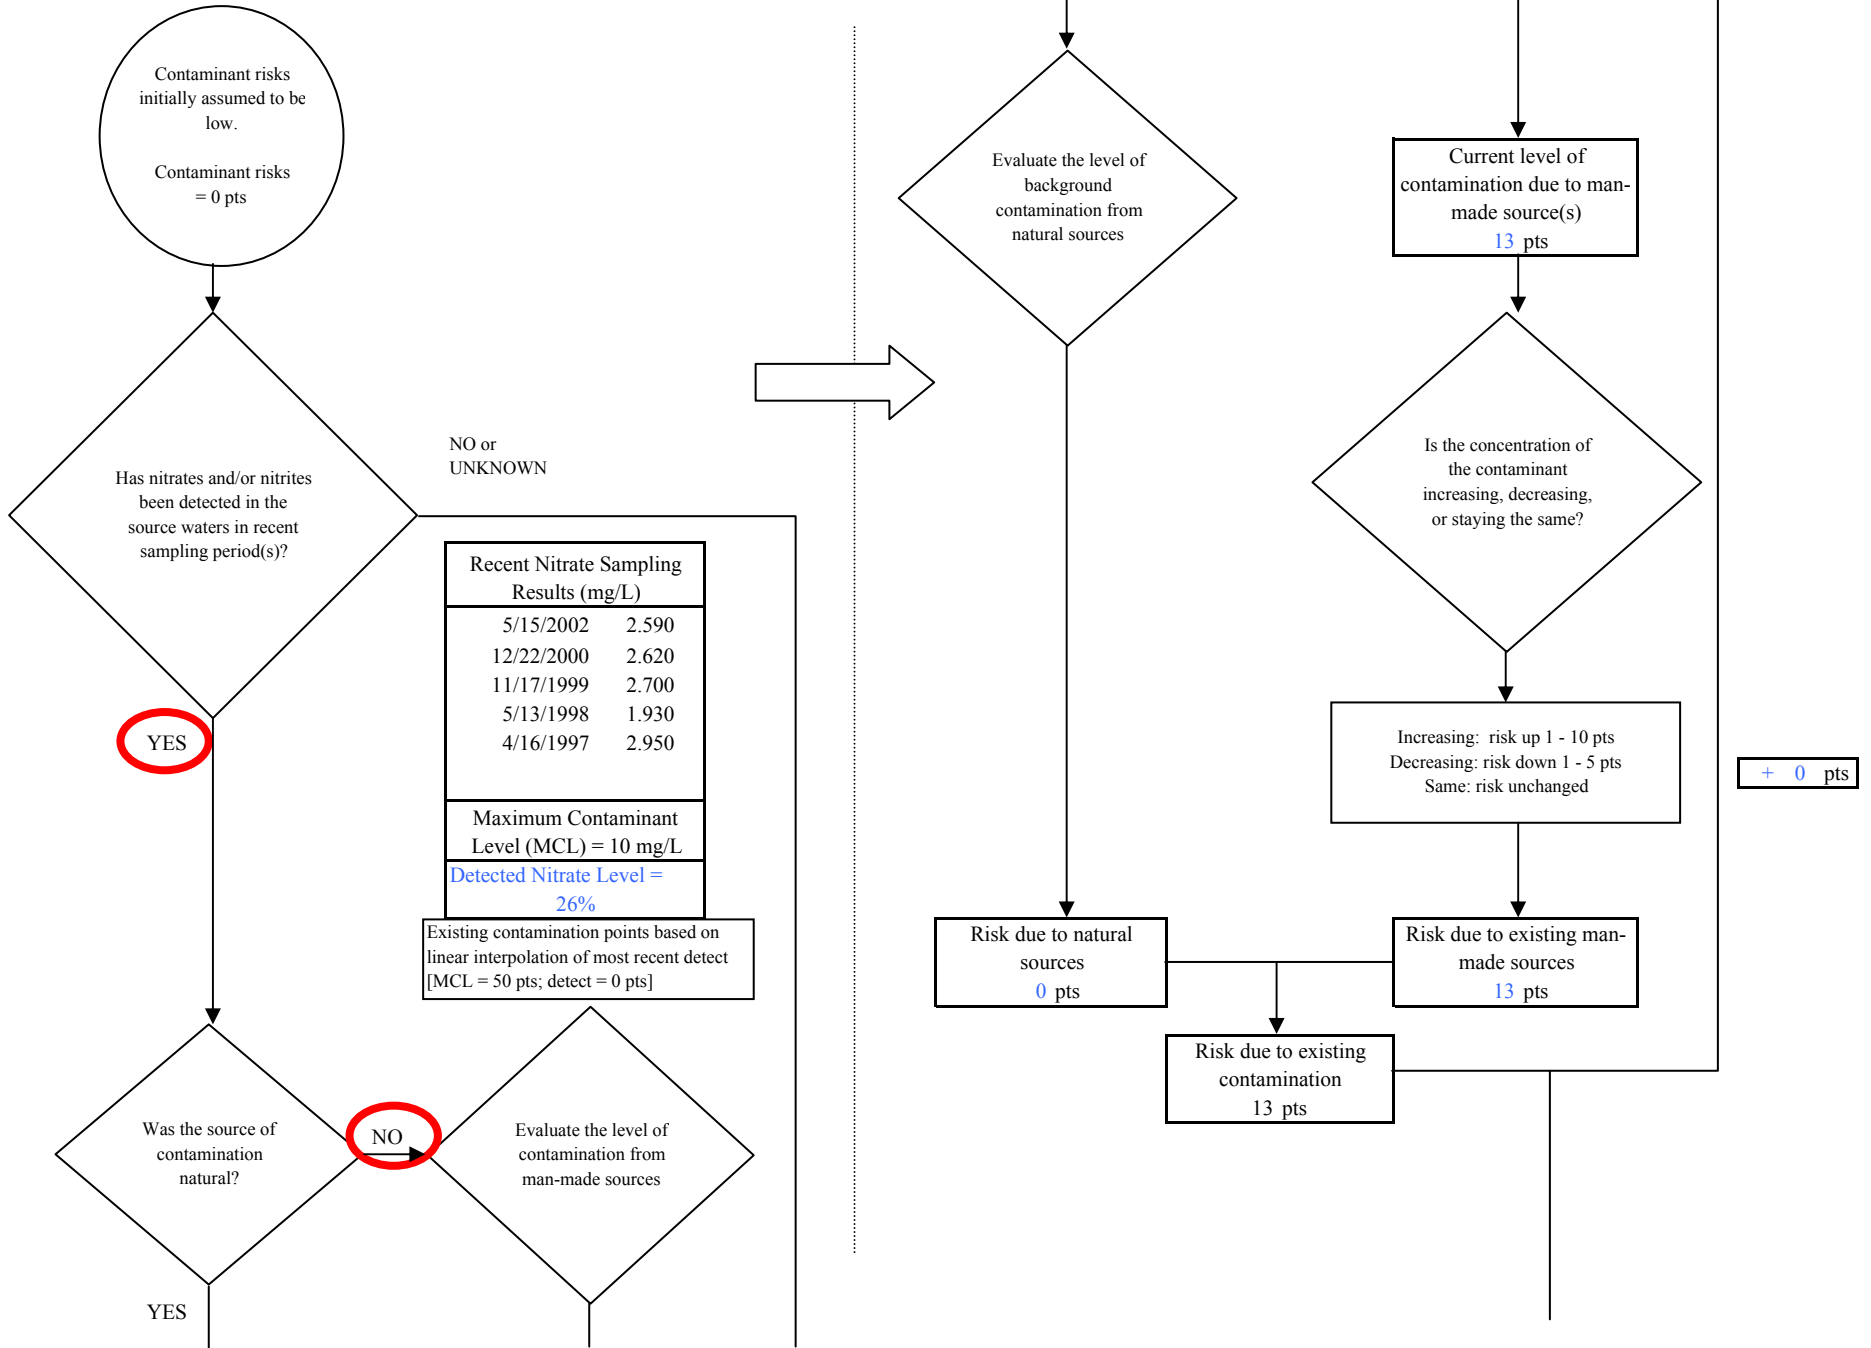 Contaminant risks
initially assumed to be
low.
Contaminant risks
= 0 pts
Has nitrates and/or nitrites
been detected in the
source waters in recent
sampling period(s)?
NO or
UNKNOWN
YES
Recent Nitrate Sampling
Results (mg/L)
5/15/2002 2.590
12/22/2000 2.620
11/17/1999 2.700
5/13/1998 1.930
4/16/1997 2.950
Maximum Contaminant
Level (MCL) = 10 mg/L
Detected Nitrate Level =
26%
Existing contamination points based on
linear interpolation of most recent detect
[MCL = 50 pts; detect = 0 pts]
Was the source of
contamination
natural?
NO
Evaluate the level of
contamination from
man-made sources
YES
Evaluate the level of
background
contamination from
natural sources
Current level of
contamination due to man-
made source(s)
13 pts
Is the concentration of
the contaminant
increasing, decreasing,
or staying the same?
Increasing: risk up 1 - 10 pts
Decreasing: risk down 1 - 5 pts
Same: risk unchanged
+ 0 pts
Risk due to natural
sources
0 pts
Risk due to existing man-
made sources
13 pts
Risk due to existing
contamination
13 pts